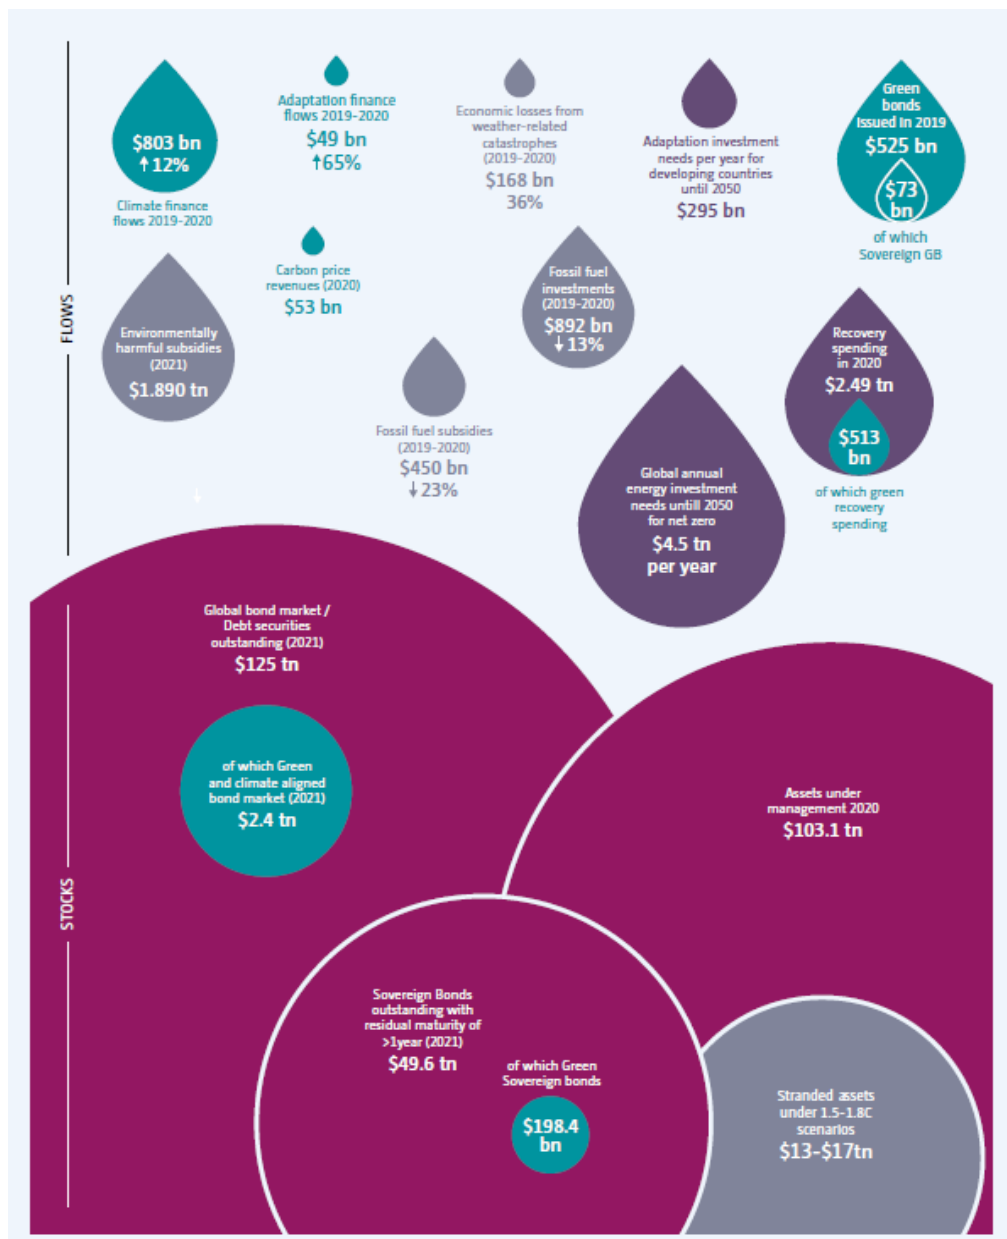 FLOWS
$803 bn
↑12%
Climate finance
flows 2019-2020
Adaptation finance
flows 2019-2020
$49 bn
↑65%
Economic losses from
weather-related
catastrophes
(2019-2020)
$168 bn
36%
Adaptation investment
needs per year for
developing countries
until 2050
$295 bn
Green
bonds
issued in 2019
$525 bn
$73
bn
of which
Sovereign GB
Environmentally
harmful subsidies
(2021)
$1.890 tn
Carbon price
revenues (2020)
$53 bn
Fossil fuel
investments
(2019-2020)
$892 bn
↓13%
Recovery
spending
in 2020
$2.49 tn
$513
bn
of which green
recovery
spending
Fossil fuel subsidies
(2019-2020)
$450 bn
↓23%
Global annual
energy investment
needs untill 2050
for net zero
$4.5 tn
per year
↓
STOCKS
Global bond market /
Debt securities
outstanding (2021)
$125 tn
of which Green
and climate aligned
bond market (2021)
$2.4 tn
Assets under
management 2020
$103.1 tn
Sovereign Bonds
outstanding with
residual maturity of
>1year (2021)
$49.6 tn
of which Green
Sovereign bonds
$198.4
bn
Stranded assets
under 1.5-1.8C
scenarios
$13-$17tn